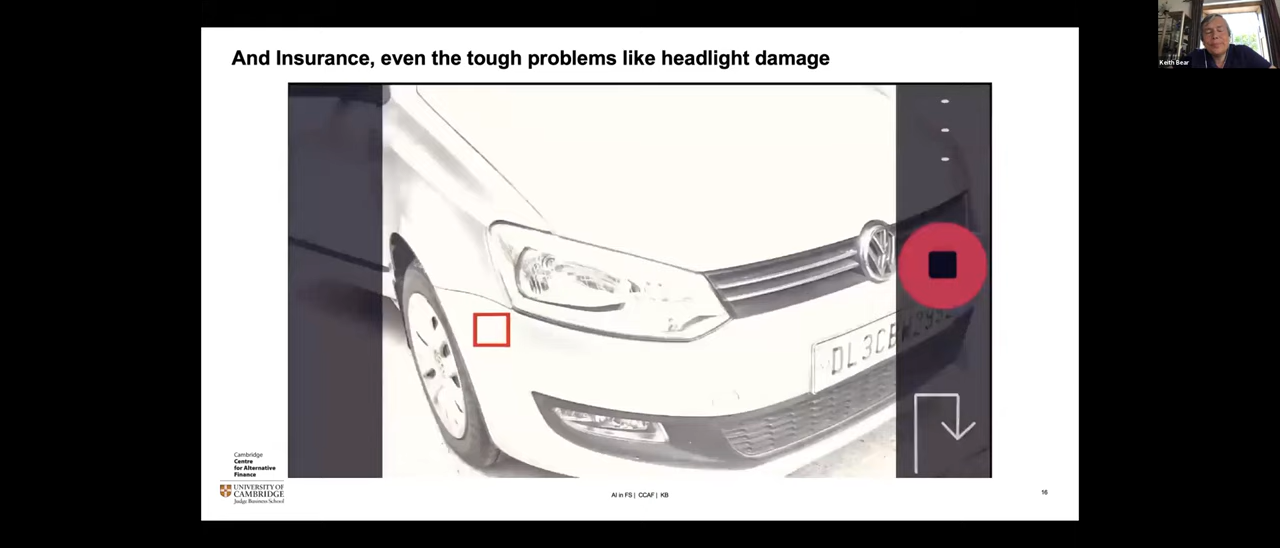 And Insurance, even the tough problems like headlight damage
Keith Bear
DL3CB
Cambridge
Centre
for Alternative
Finance
UNIVERSITY OF
CAMBRIDGE
Judge Business School
AI in FS | CCAF | KB
16